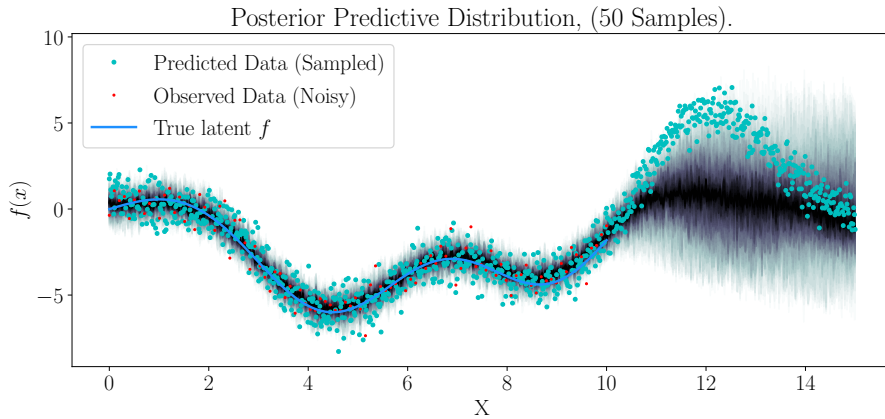 Posterior Predictive Distribution, (50 Samples).
Predicted Data (Sampled)
Observed Data (Noisy)
True latent f
f(x)
10
5
0
−5
0 2 4 6 8 10 12 14
X